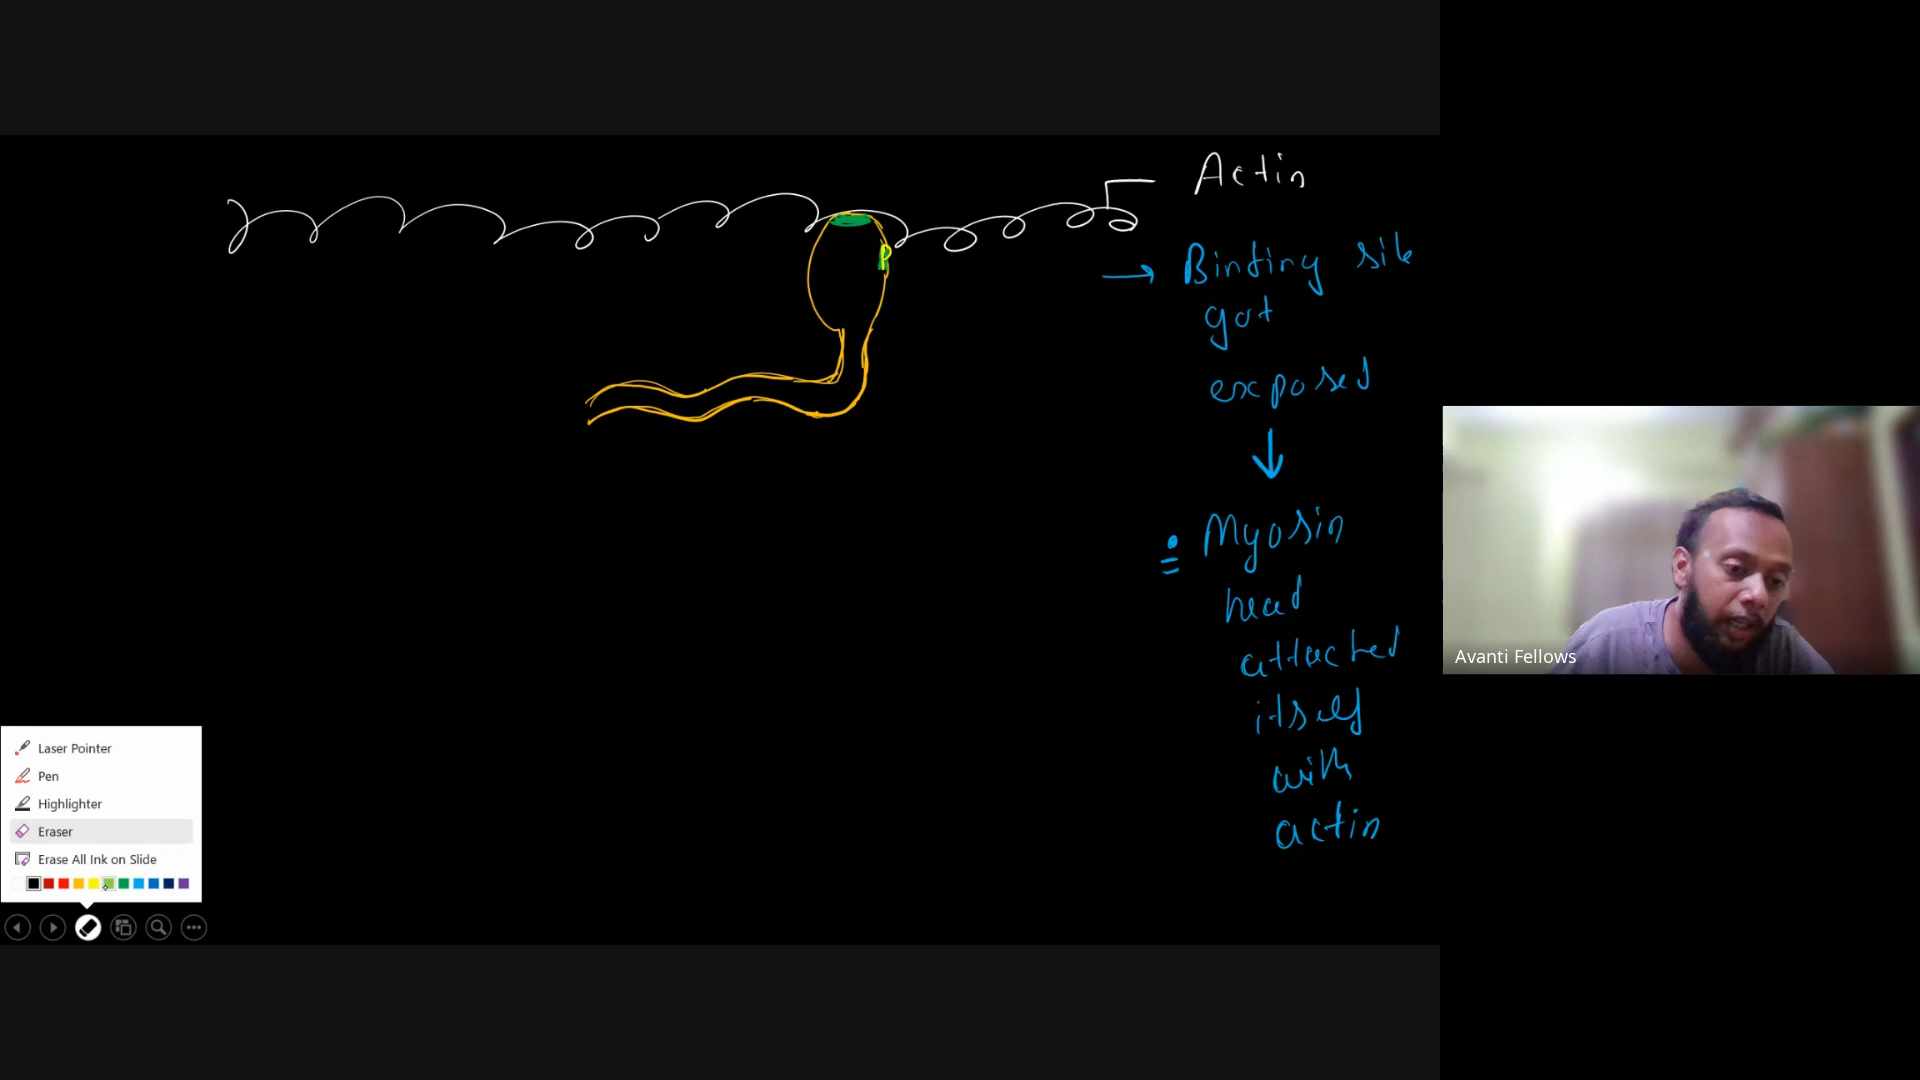 Actin
→ Binding site
got
exposed
↓
Myosin
head
attached
itself
with
actin
P
Avanti Fellows
Laser Pointer
Pen
Highlighter
Eraser
Erase All Ink on Slide